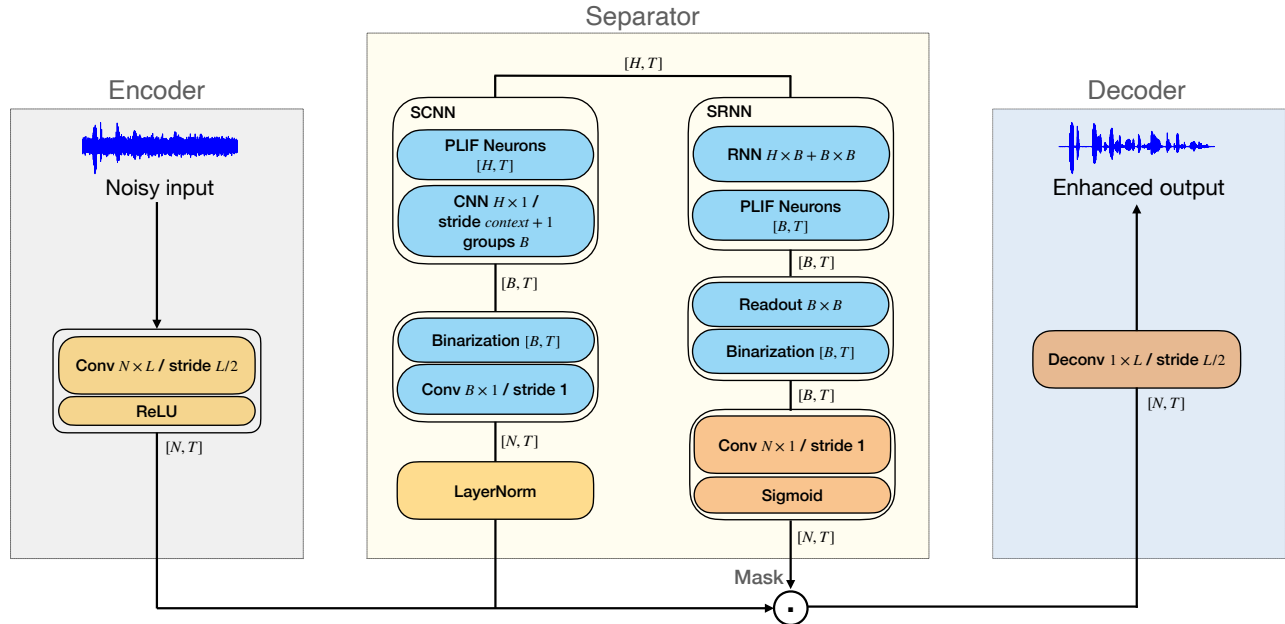 Separator
Encoder
Noisy input
Conv N × L / stride L/2
ReLU
[N, T]
[H, T]
SCNN
PLIF Neurons
[H, T]
CNN H × 1 /
stride context + 1
groups B
[B, T]
Binarization [B, T]
Conv B × 1 / stride 1
[N, T]
LayerNorm
SRNN
RNN H × B + B × B
PLIF Neurons
[B, T]
[B, T]
Readout B × B
Binarization [B, T]
[B, T]
Conv N × 1 / stride 1
Sigmoid
[N, T]
Mask
Decoder
Enhanced output
Deconv 1 × L / stride L/2
[N, T]